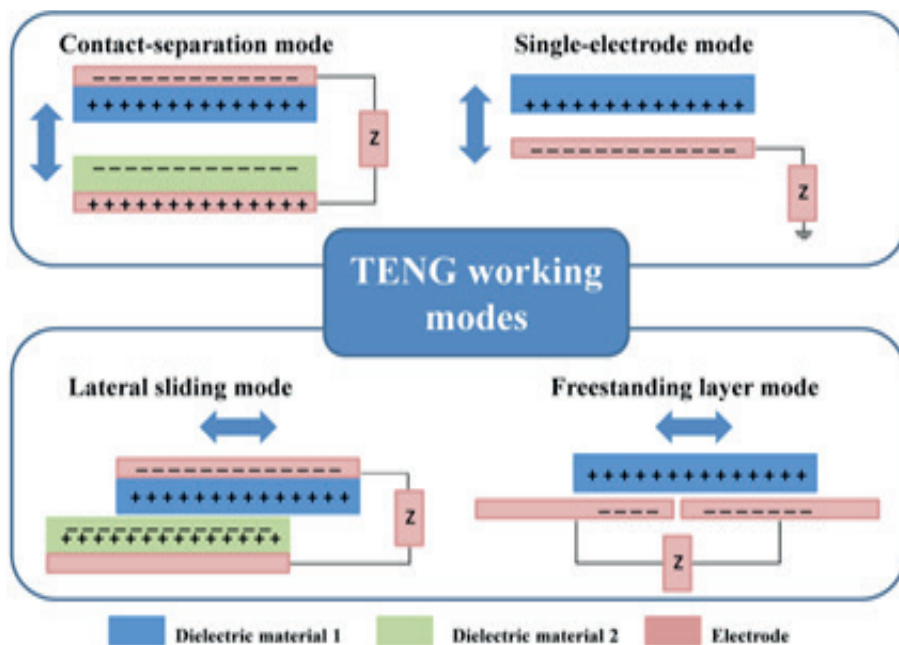 Contact-separation mode
Single-electrode mode
– – – – – – – – – – – – –
+ + + + + + + + + + + + + +
Z
– – – – – – – – – – – – –
+ + + + + + + + + + + + +
+ + + + + + + + + + + + + +
– – – – – – – – – – – – –
Z
TENG working
modes
Lateral sliding mode
Freestanding layer mode
– – – – – – – – – – – – –
+ + + + + + + + + + + + + +
Z
– – – – – – – – – – – – –
+ + + + + + + + + + + + + +
+ + + + + + + + + + + + + +
– – – –
– – – – – – –
Z
Dielectric material 1
Dielectric material 2
Electrode